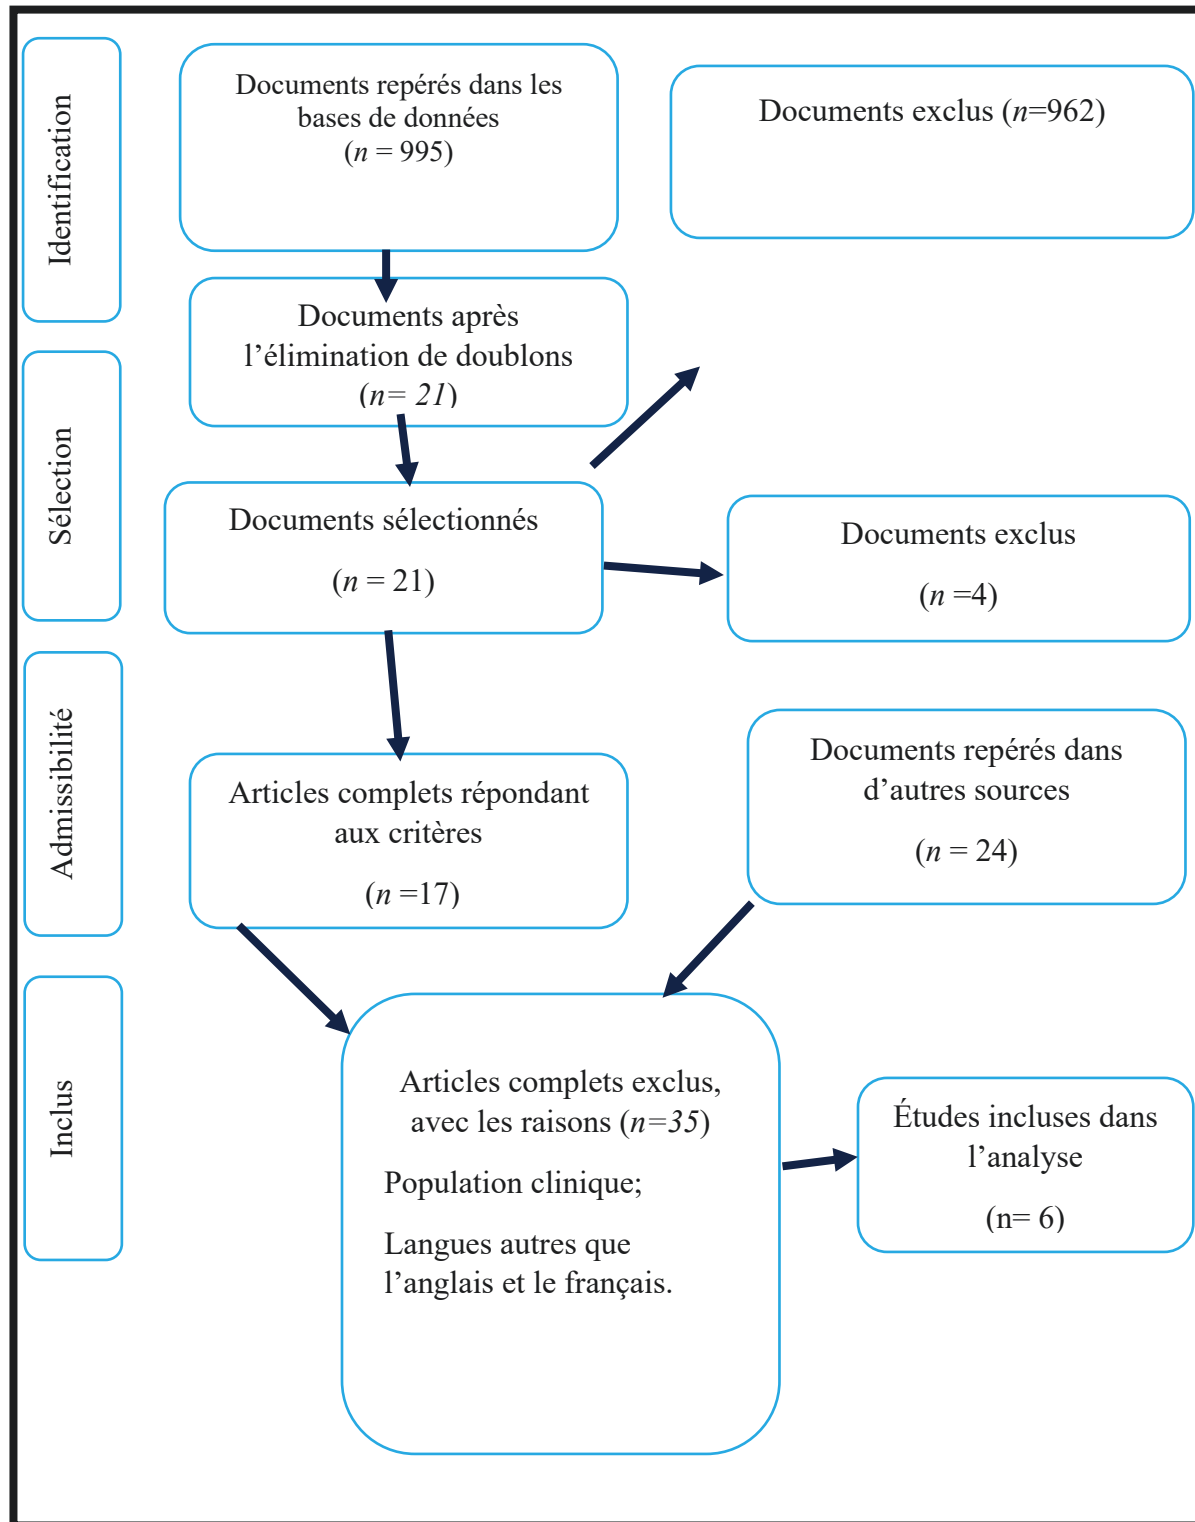 Identification
Documents repérés dans les
bases de données
(n = 995)
Documents exclus (n=962)
Documents après
l’élimination de doublons
(n= 21)
Sélection
Documents sélectionnés
(n = 21)
Documents exclus
(n =4)
Admissibilité
Articles complets répondant
aux critères
(n =17)
Documents repérés dans
d’autres sources
(n = 24)
Inclus
Articles complets exclus,
avec les raisons (n=35)
Population clinique;
Langues autres que
l’anglais et le français.
Études incluses dans
l’analyse
(n= 6)